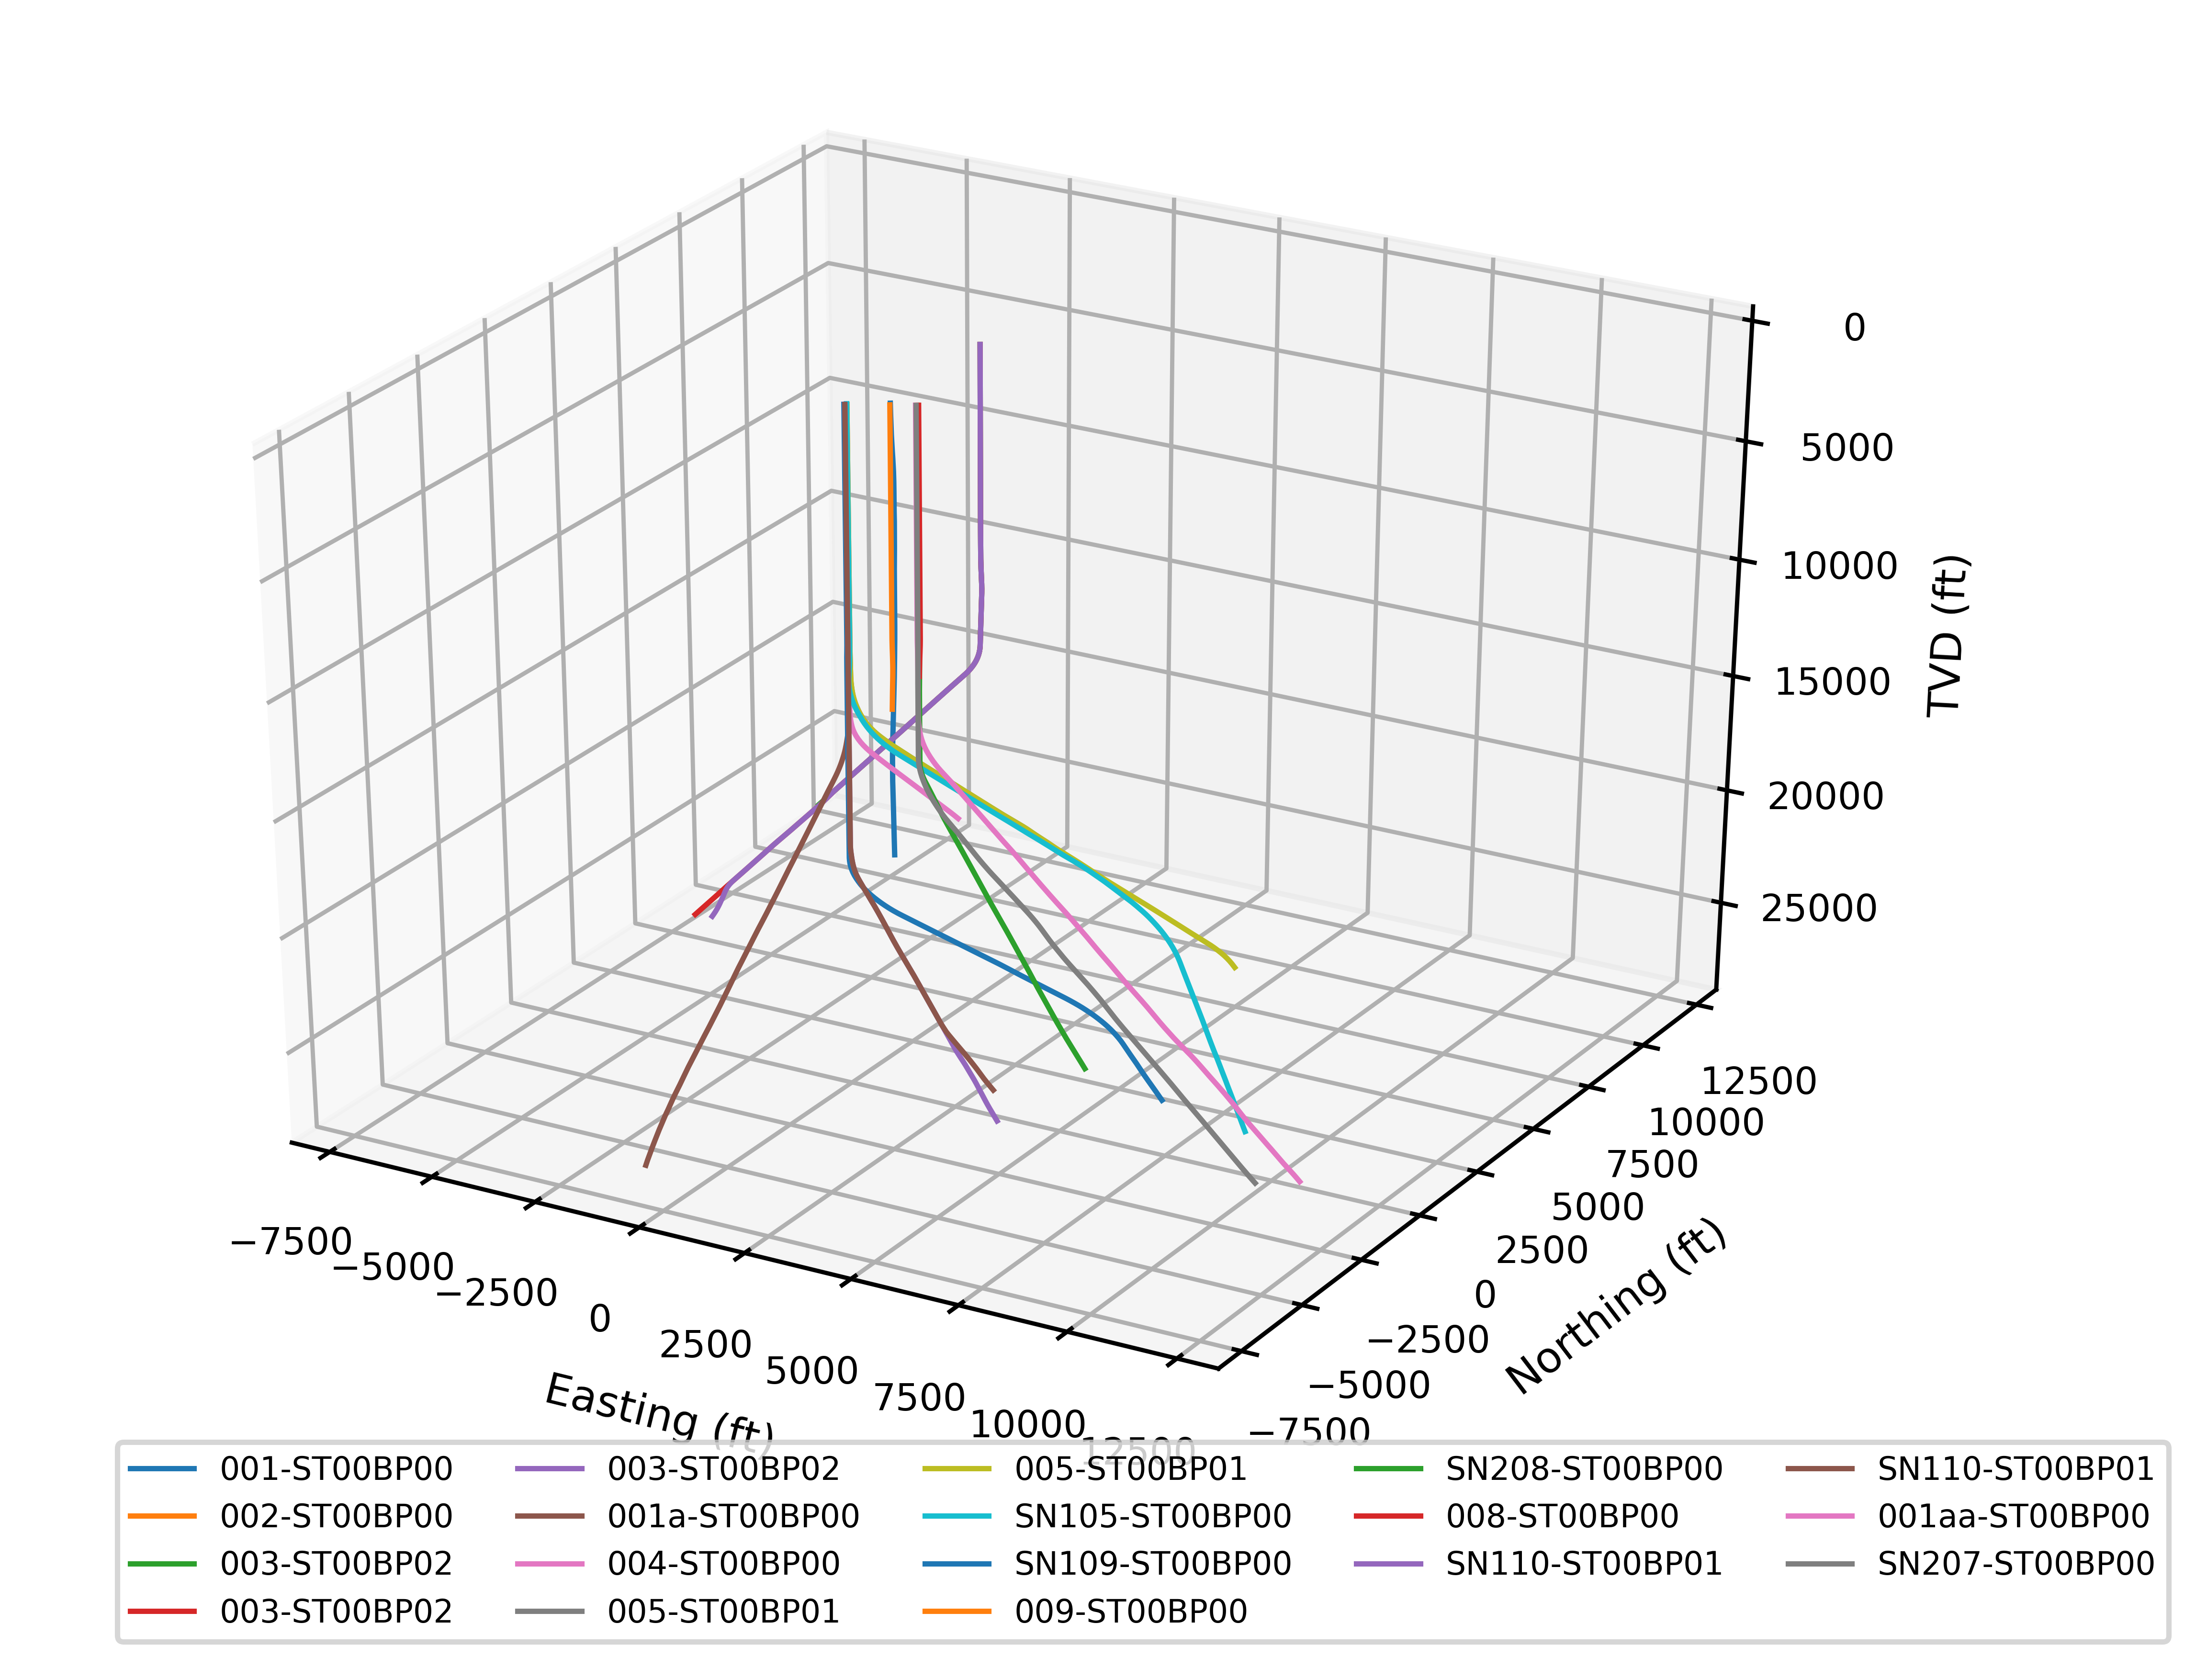 0
5000
10000
15000
20000
25000
TVD (ft)
−7500
−5000
−2500
0
2500
5000
7500
10000
12500
Easting (ft)
12500
10000
7500
5000
2500
0
−2500
−5000
−7500
Northing (ft)
001-ST00BP00
002-ST00BP00
003-ST00BP02
003-ST00BP02
003-ST00BP02
001a-ST00BP00
004-ST00BP00
005-ST00BP01
005-ST00BP01
SN105-ST00BP00
SN109-ST00BP00
009-ST00BP00
SN208-ST00BP00
008-ST00BP00
SN110-ST00BP01
SN110-ST00BP01
001aa-ST00BP00
SN207-ST00BP00